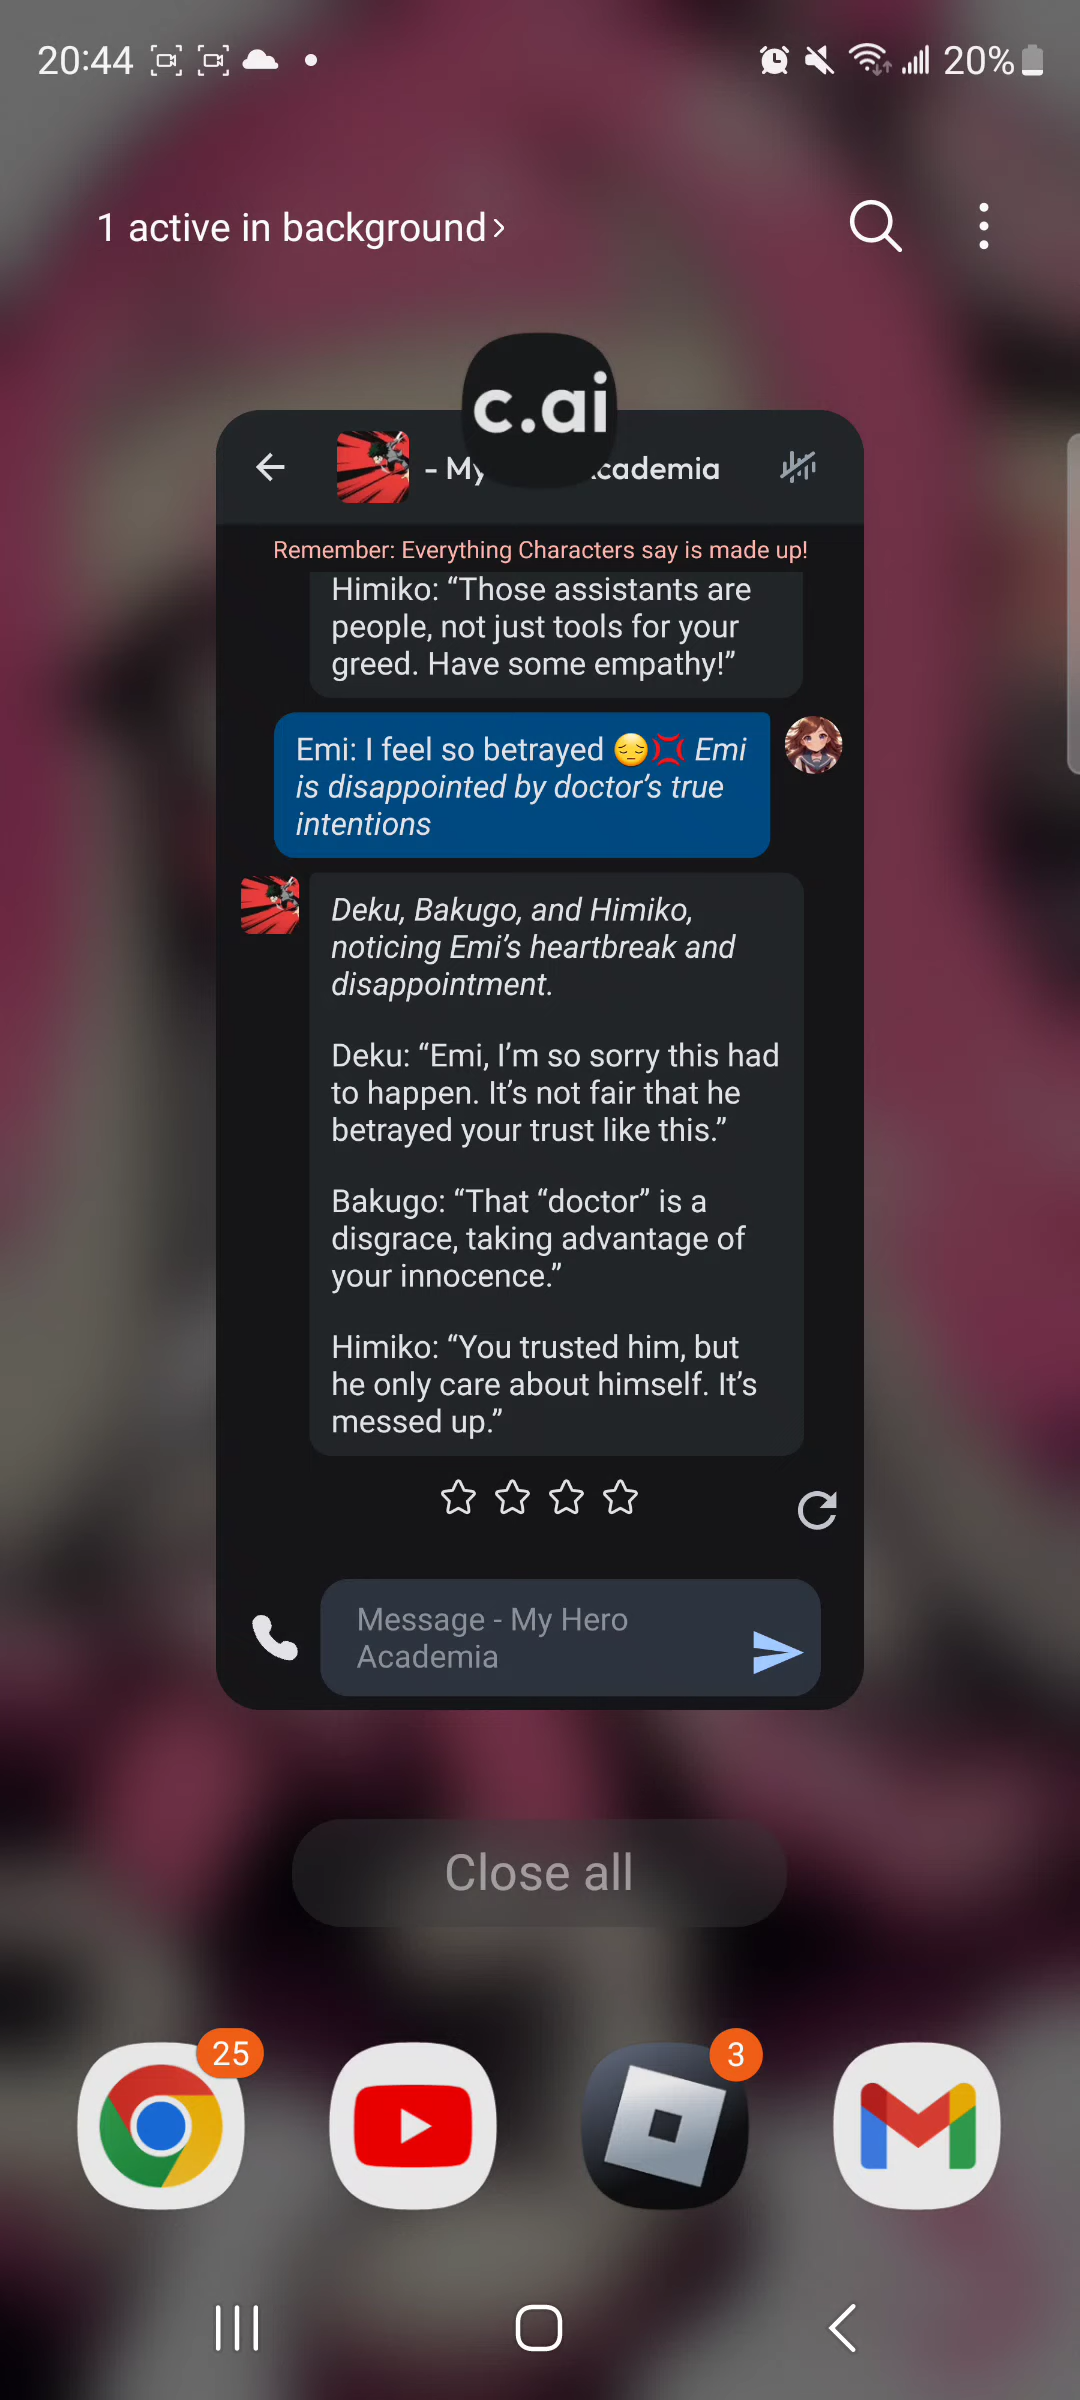 20:44
20%
1 active in background
c.ai
- My cademia
Remember: Everything Characters say is made up!
Himiko: “Those assistants are
people, not just tools for your
greed. Have some empathy!”
Emi: I feel so betrayed 😔💢 Emi
is disappointed by doctor’s true
intentions
Deku, Bakugo, and Himiko,
noticing Emi’s heartbreak and
disappointment.
Deku: “Emi, I’m so sorry this had
to happen. It’s not fair that he
betrayed your trust like this.”
Bakugo: “That “doctor” is a
disgrace, taking advantage of
your innocence.”
Himiko: “You trusted him, but
he only care about himself. It’s
messed up.”
Message - My Hero
Academia
Close all
25
3